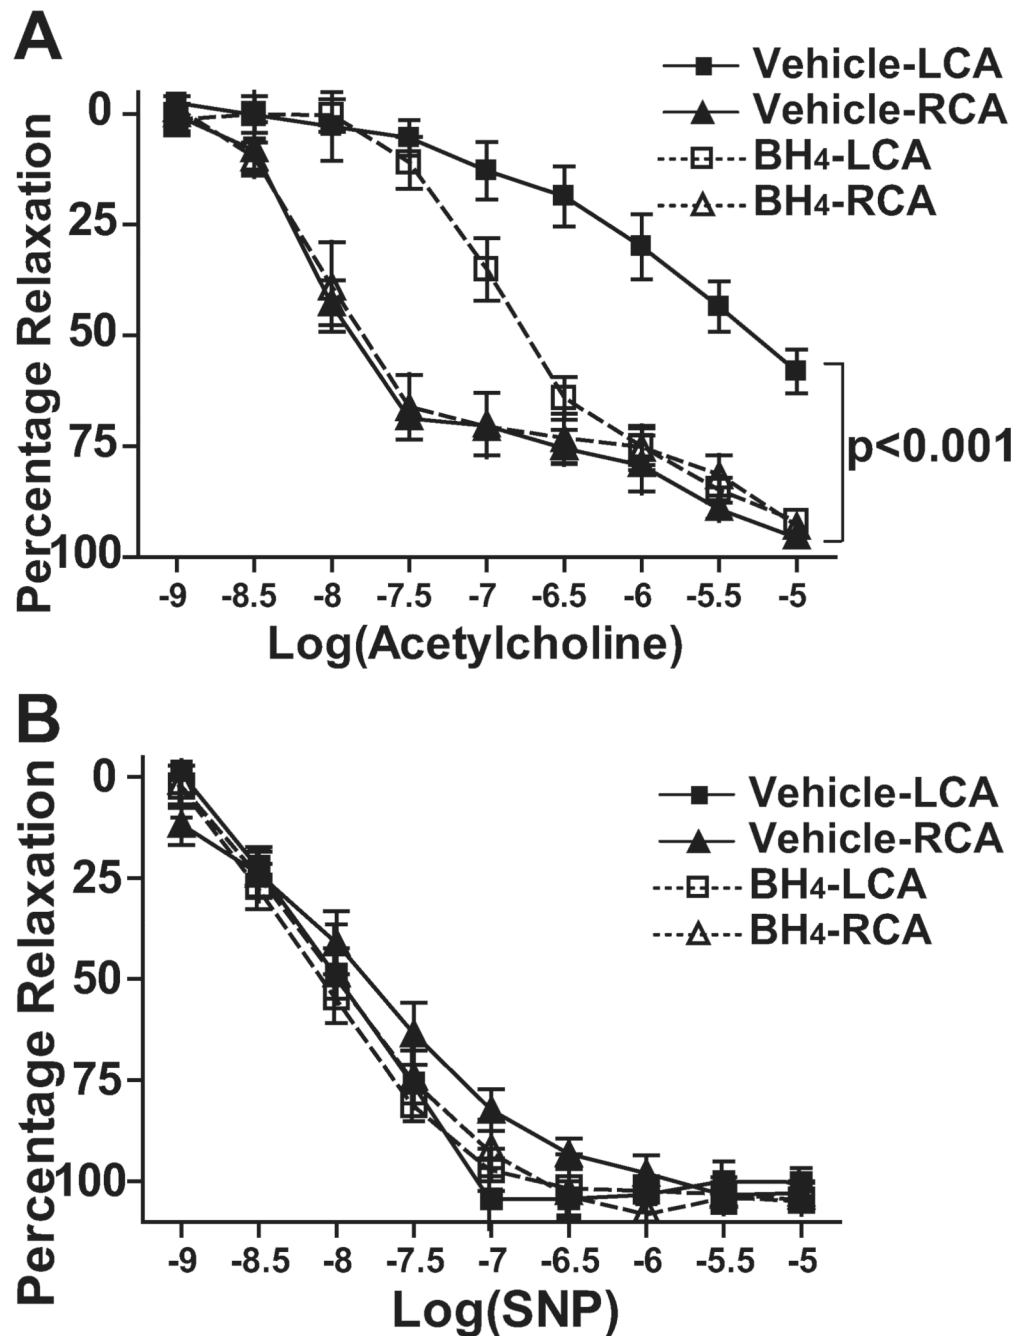 A
Vehicle-LCA
Vehicle-RCA
BH4-LCA
BH4-RCA
Percentage Relaxation
0
25
50
75
100
p<0.001
-9 -8.5 -8 -7.5 -7 -6.5 -6 -5.5 -5
Log(Acetylcholine)
B
Vehicle-LCA
Vehicle-RCA
BH4-LCA
BH4-RCA
Percentage Relaxation
0
25
50
75
100
-9 -8.5 -8 -7.5 -7 -6.5 -6 -5.5 -5
Log(SNP)